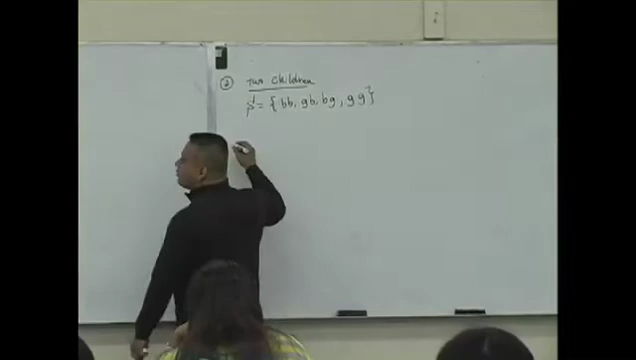 ② Two Children
S = { bb, gb, bg, gg }